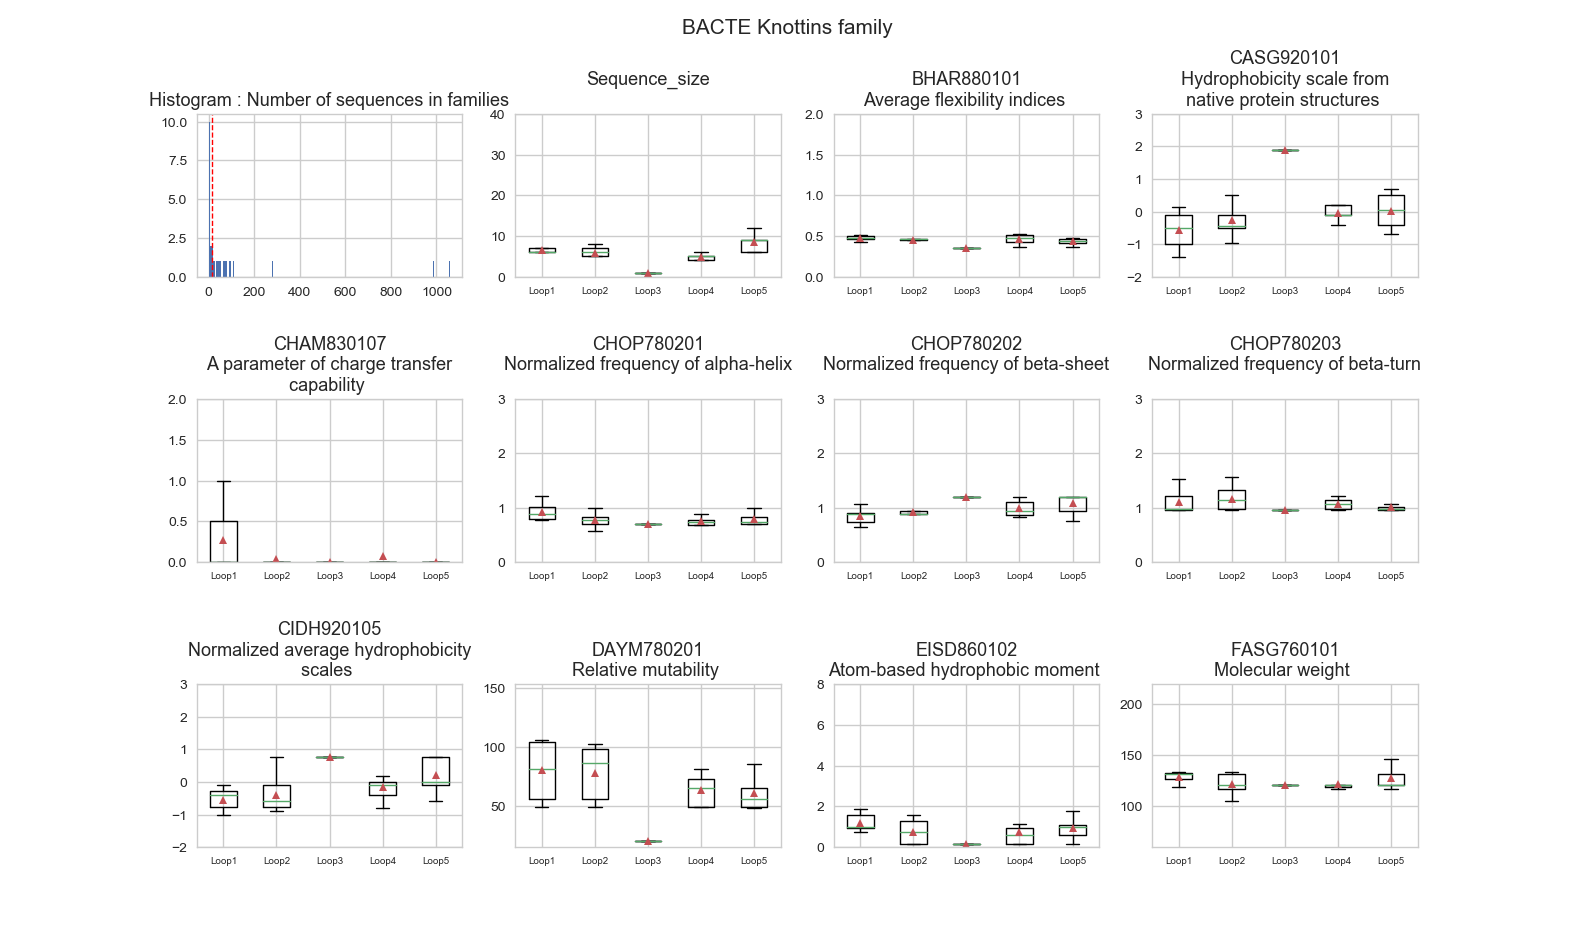 BACTE Knottins family
Histogram : Number of sequences in families
10.0
7.5
5.0
2.5
0.0
0 200 400 600 800 1000
Sequence_size
40
30
20
10
0
Loop1 Loop2 Loop3 Loop4 Loop5
BHAR880101
Average flexibility indices
2.0
1.5
1.0
0.5
0.0
Loop1 Loop2 Loop3 Loop4 Loop5
CASG920101
Hydrophobicity scale from
native protein structures
3
2
1
0
−1
−2
Loop1 Loop2 Loop3 Loop4 Loop5
CHAM830107
A parameter of charge transfer
capability
2.0
1.5
1.0
0.5
0.0
Loop1 Loop2 Loop3 Loop4 Loop5
CHOP780201
Normalized frequency of alpha-helix
3
2
1
0
Loop1 Loop2 Loop3 Loop4 Loop5
CHOP780202
Normalized frequency of beta-sheet
3
2
1
0
Loop1 Loop2 Loop3 Loop4 Loop5
CHOP780203
Normalized frequency of beta-turn
3
2
1
0
Loop1 Loop2 Loop3 Loop4 Loop5
CIDH920105
Normalized average hydrophobicity
scales
3
2
1
0
−1
−2
Loop1 Loop2 Loop3 Loop4 Loop5
DAYM780201
Relative mutability
150
100
50
Loop1 Loop2 Loop3 Loop4 Loop5
EISD860102
Atom-based hydrophobic moment
8
6
4
2
0
Loop1 Loop2 Loop3 Loop4 Loop5
FASG760101
Molecular weight
200
150
100
Loop1 Loop2 Loop3 Loop4 Loop5